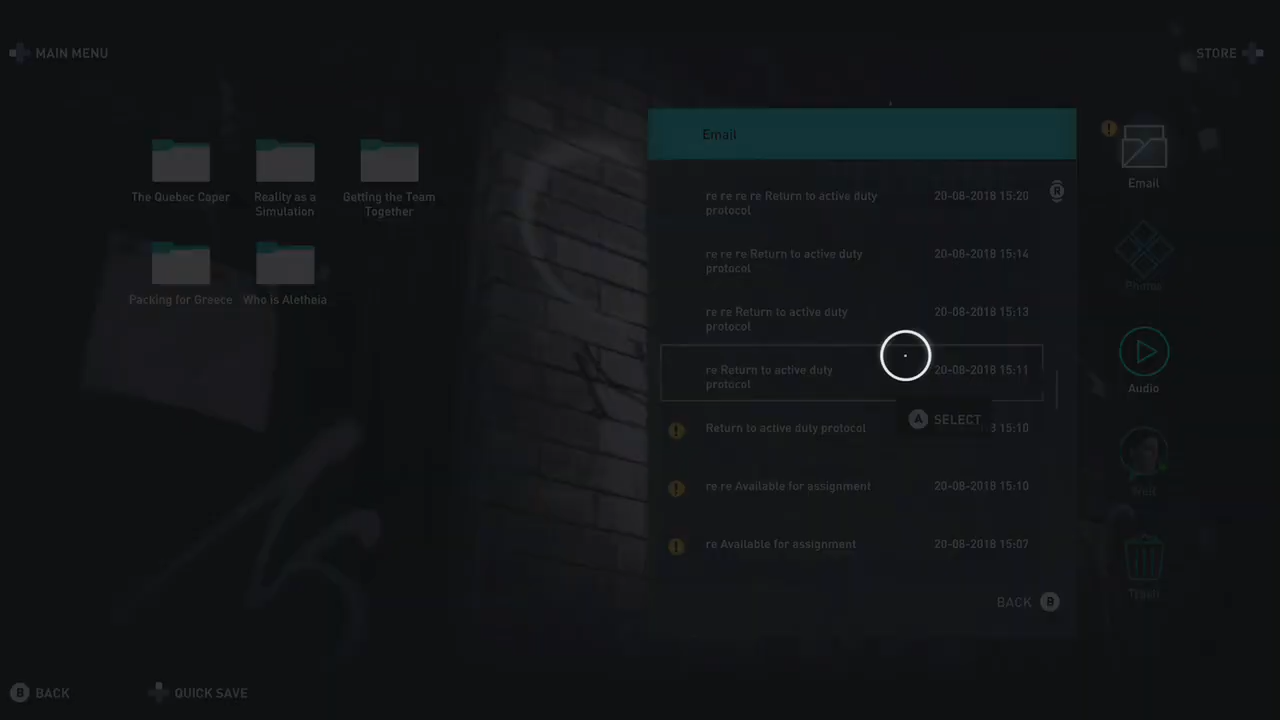 MAIN MENU
STORE
The Quebec Caper
Reality as a
Simulation
Getting the Team
Together
Packing for Greece
Who is Aletheia
Email
re re re re Return to active duty
protocol
20-08-2018 15:20
R
re re re Return to active duty
protocol
20-08-2018 15:14
re re Return to active duty
protocol
20-08-2018 15:13
re Return to active duty
protocol
20-08-2018 15:11
A SELECT
Return to active duty protocol
8 15:10
re re Available for assignment
20-08-2018 15:10
re Available for assignment
20-08-2018 15:07
BACK B
Email
Photos
Audio
Trash
B BACK
QUICK SAVE